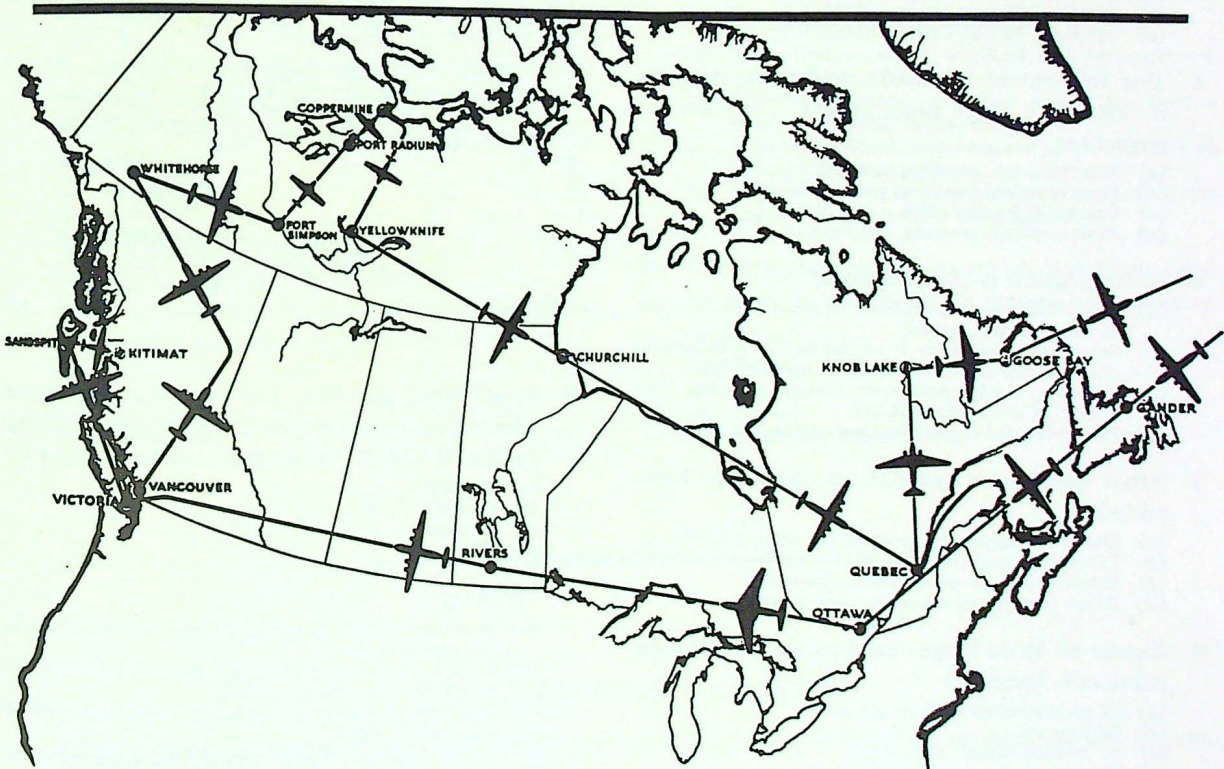 COPPERMINE
PORT RADIUM
WHITEHORSE
FORT
SIMPSON
YELLOWKNIFE
SANDSPIT
KITIMAT
CHURCHILL
KNOB LAKE
GOOSE BAY
GANDER
VANCOUVER
VICTORIA
RIVERS
QUEBEC
OTTAWA